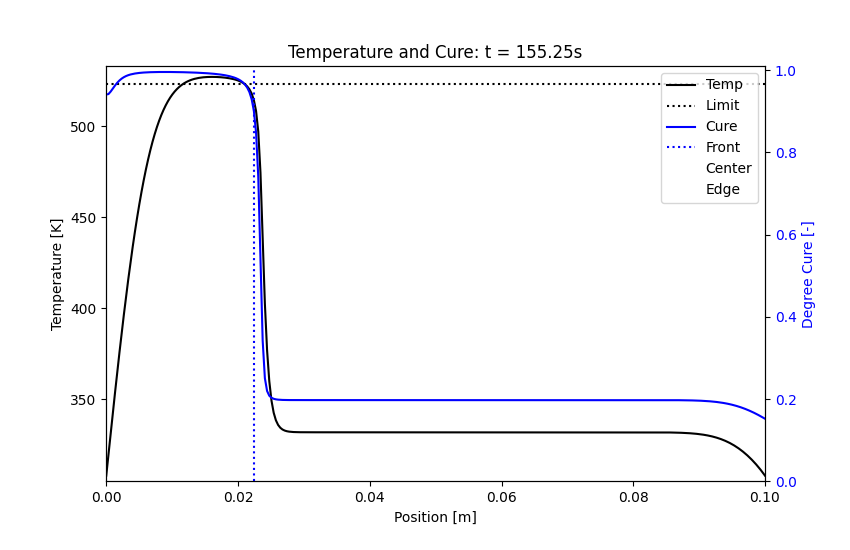 Temperature and Cure: t = 155.25s
Temp
Limit
Cure
Front
Center
Edge
500
450
400
350
Temperature [K]
1.0
0.8
0.6
0.4
0.2
0.0
Degree Cure [-]
0.00 0.02 0.04 0.06 0.08 0.10
Position [m]